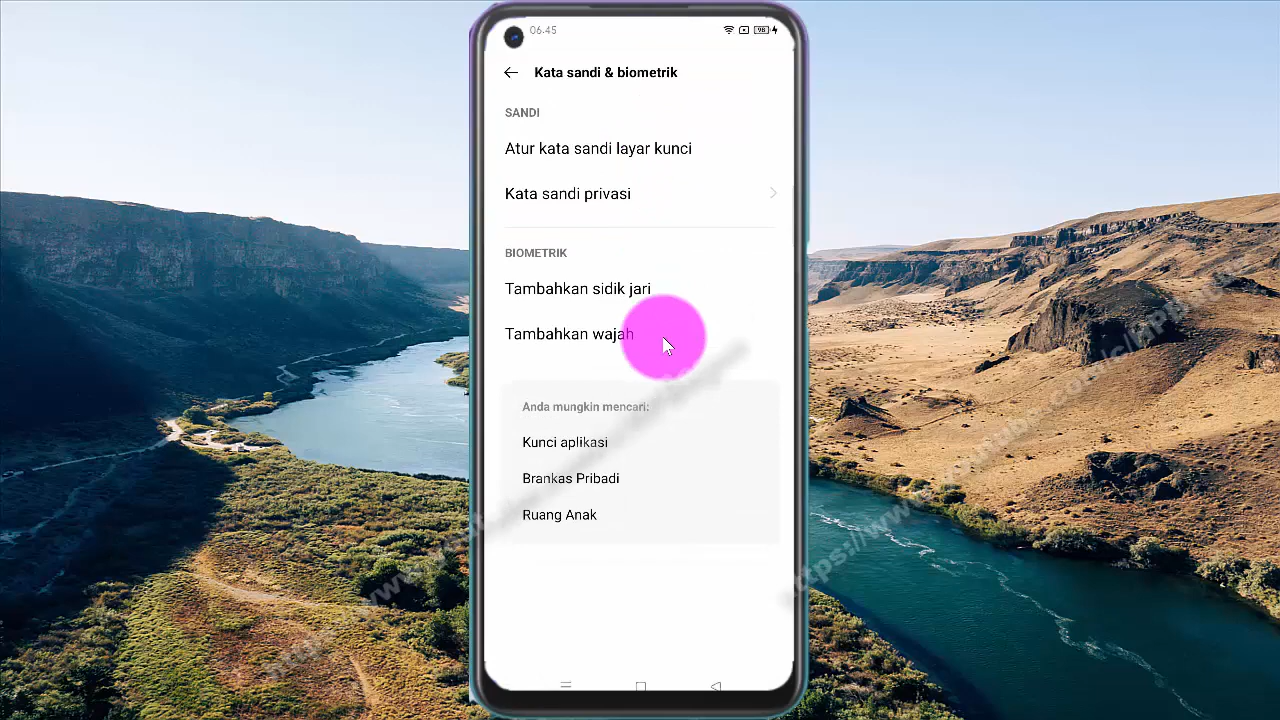 06.45
98
Kata sandi & biometrik
SANDI
Atur kata sandi layar kunci
Kata sandi privasi
BIOMETRIK
Tambahkan sidik jari
Tambahkan wajah
Anda mungkin mencari:
Kunci aplikasi
Brankas Pribadi
Ruang Anak